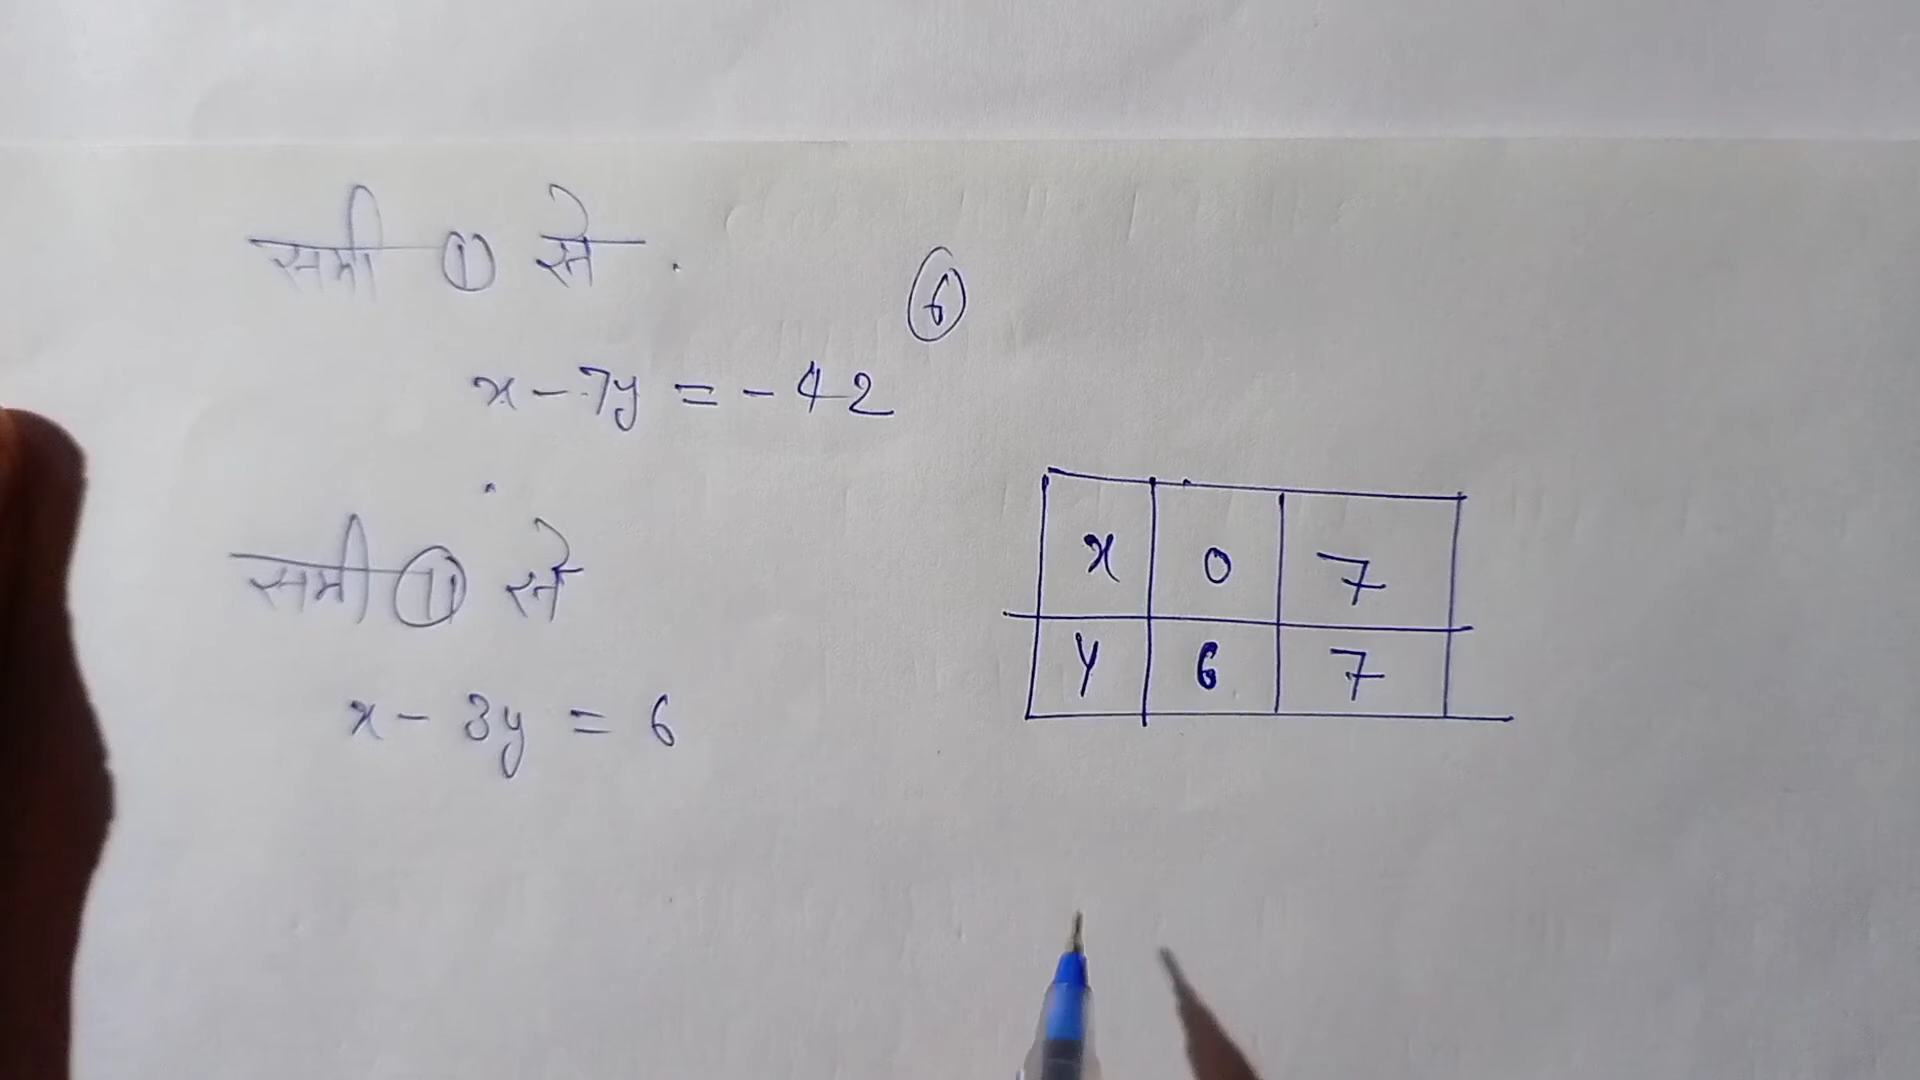 समी ① से
⑥
x - 7y = - 42
समी ⑪ से
x 0 7
y 6 7
x - 3y = 6